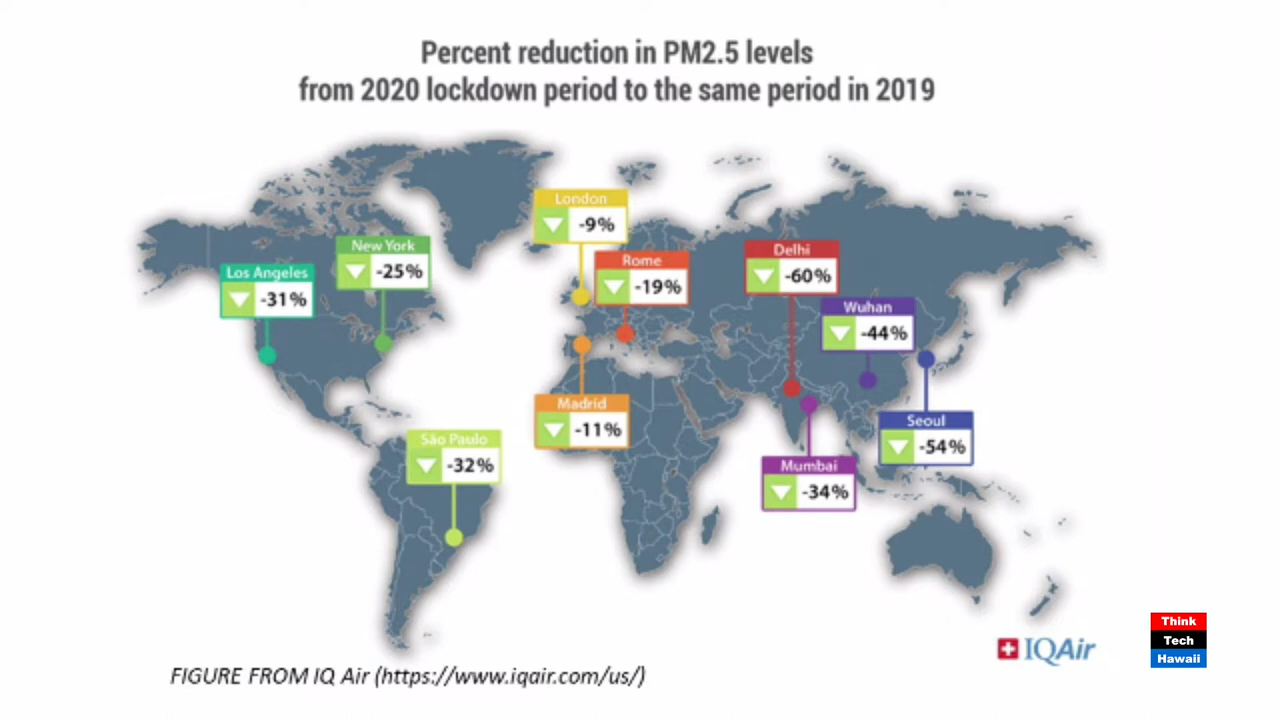 Percent reduction in PM2.5 levels
from 2020 lockdown period to the same period in 2019
London
-9%
New York
-25%
Delhi
-60%
Rome
-19%
Los Angeles
-31%
Wuhan
-44%
Madrid
-11%
Seoul
-54%
São Paulo
-32%
Mumbai
-34%
Think
Tech
Hawaii
IQAir
FIGURE FROM IQ Air (https://www.iqair.com/us/)